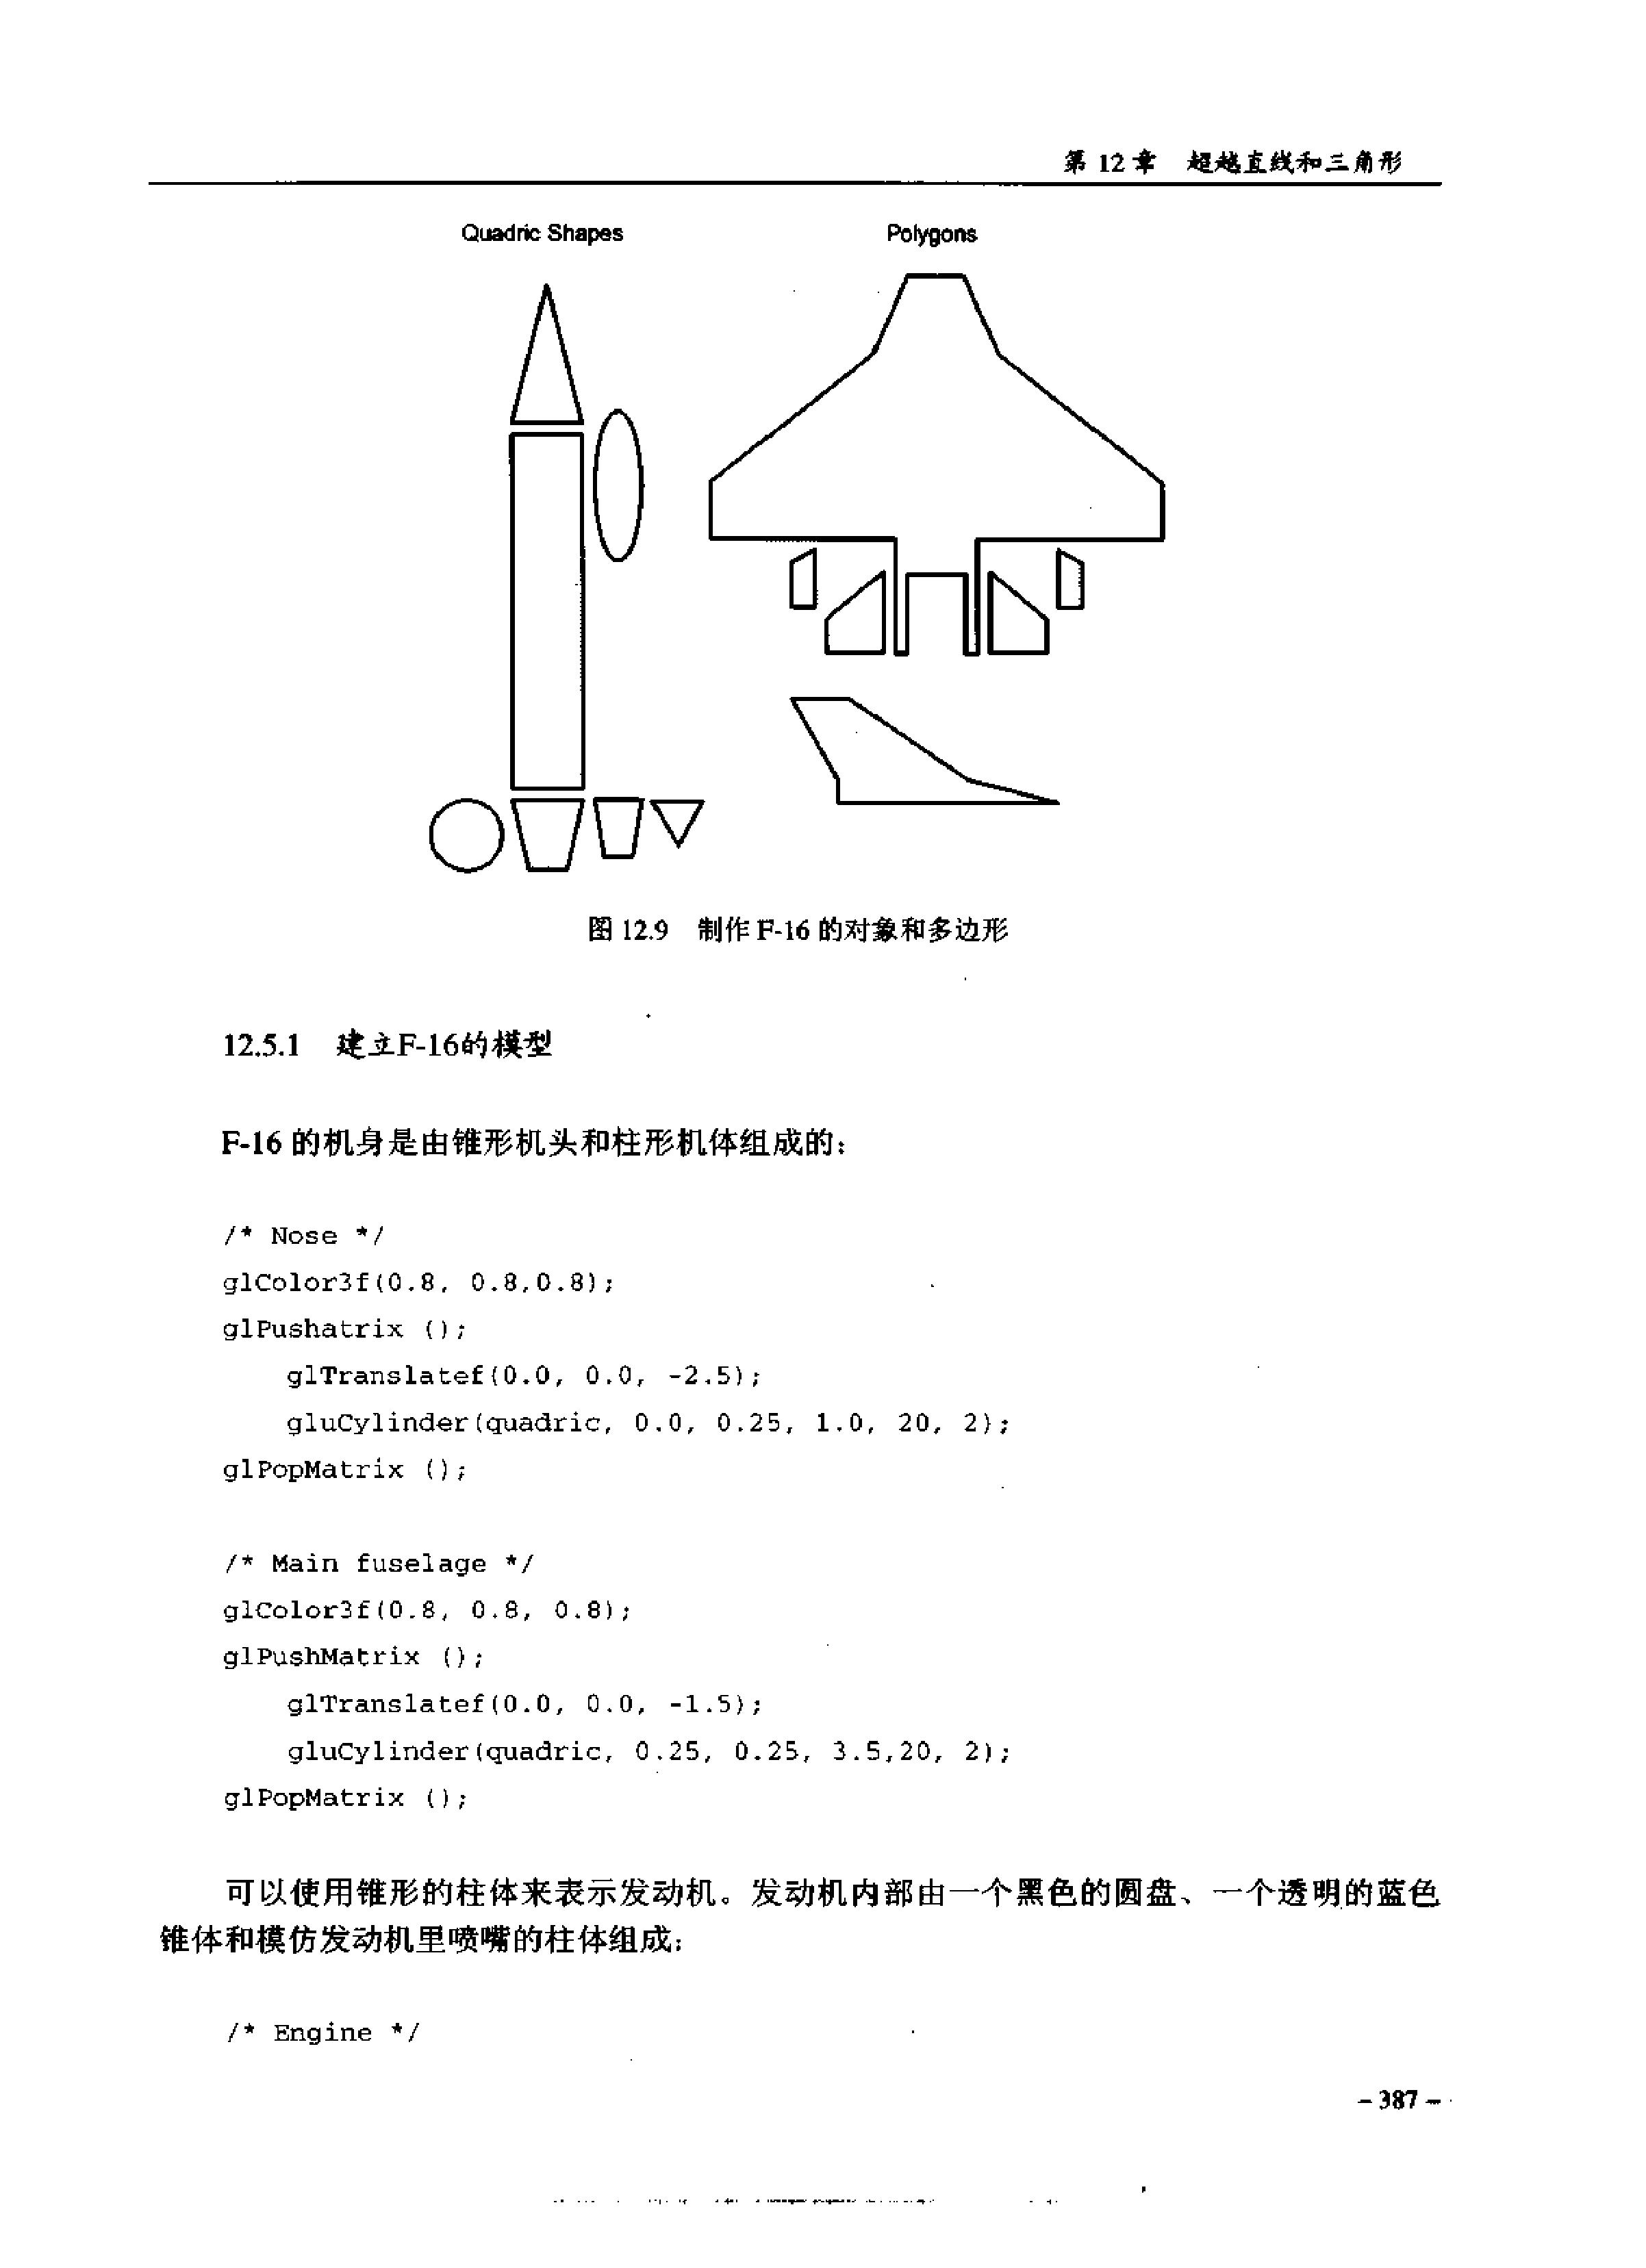 第 12 章 超越直线和三角形
Quadric Shapes
Polygons
图 12.9 制作 F-16 的对象和多边形
12.5.1 建立F-16的模型
F-16 的机身是由锥形机头和柱形机体组成的：
/* Nose */
glColor3f(0.8, 0.8,0.8);
glPushatrix ();
glTranslatef(0.0, 0.0, -2.5);
gluCylinder(quadric, 0.0, 0.25, 1.0, 20, 2);
glPopMatrix ();
/* Main fuselage */
glColor3f(0.8, 0.8, 0.8);
glPushMatrix ();
glTranslatef(0.0, 0.0, -1.5);
gluCylinder(quadric, 0.25, 0.25, 3.5,20, 2);
glPopMatrix ();
可以使用锥形的柱体来表示发动机。发动机内部由一个黑色的圆盘、一个透明的蓝色
锥体和模仿发动机里喷嘴的柱体组成：
/* Engine */
- 387 -